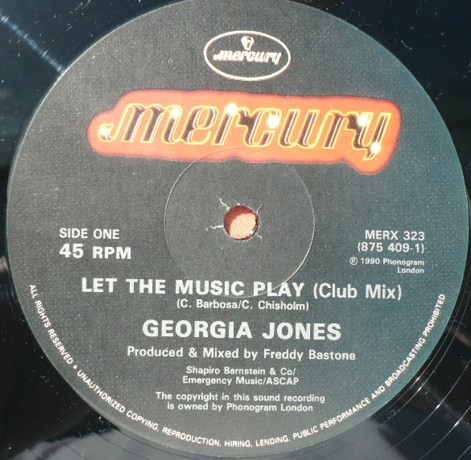 mercury
mercury
SIDE ONE
45 RPM
MERX 323
(875 409-1)
℗ 1990 Phonogram
London
LET THE MUSIC PLAY (Club Mix)
(C. Barbosa/C. Chisholm)
GEORGIA JONES
Produced & Mixed by Freddy Bastone
Shapiro Bernstein & Co/
Emergency Music/ASCAP
The copyright in this sound recording
is owned by Phonogram London
ALL RIGHTS RESERVED • UNAUTHORIZED COPYING, REPRODUCTION, HIRING, LENDING, PUBLIC PERFORMANCE AND BROADCASTING PROHIBITED